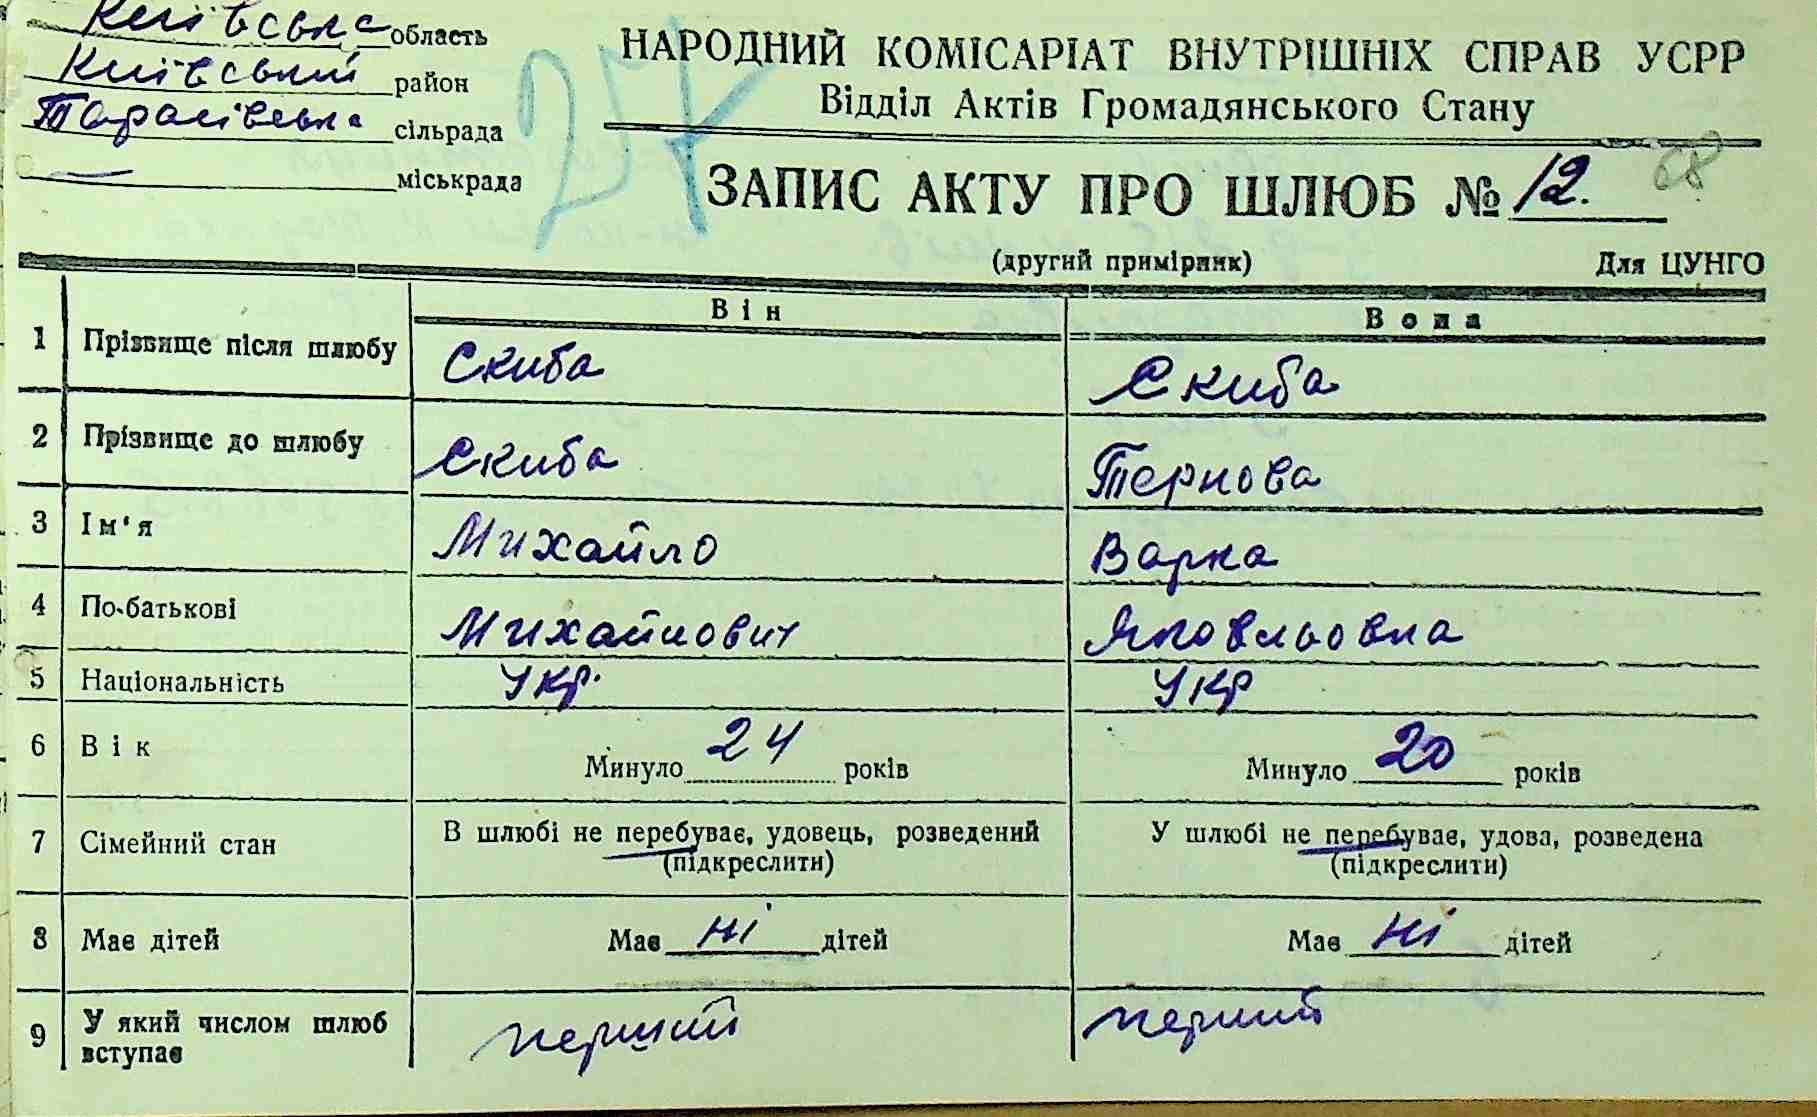 Київська область
Київський район
Тарасівська сільрада
— міськрада
НАРОДНИЙ КОМІСАРІАТ ВНУТРІШНІХ СПРАВ УСРР
Відділ Актів Громадянського Стану
ЗАПИС АКТУ ПРО ШЛЮБ № 12.
68
(другий примірник) Для ЦУНГО
Він Вона
1 Прізвище після шлюбу Скиба Скиба
2 Прізвище до шлюбу Скиба Тернова
3 Ім'я Михайло Варка
4 По-батькові Михайлович Яковльовна
5 Національність Укр. Укр
6 Вік Минуло 24 років Минуло 20 років
7 Сімейний стан В шлюбі не перебуває, удовець, розведений У шлюбі не перебуває, удова, розведена
(підкреслити) (підкреслити)
8 Має дітей Має ні дітей Має ні дітей
9 У який числом шлюб вступає перший перший